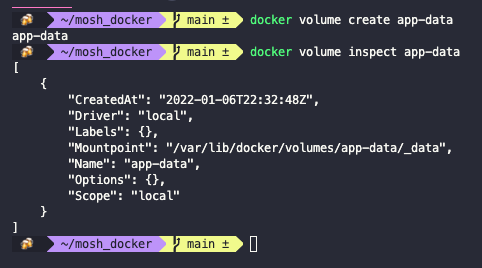 ~/mosh_docker main ± docker volume create app-data
app-data
~/mosh_docker main ± docker volume inspect app-data
[
    {
        "CreatedAt": "2022-01-06T22:32:48Z",
        "Driver": "local",
        "Labels": {},
        "Mountpoint": "/var/lib/docker/volumes/app-data/_data",
        "Name": "app-data",
        "Options": {},
        "Scope": "local"
    }
]
~/mosh_docker main ±